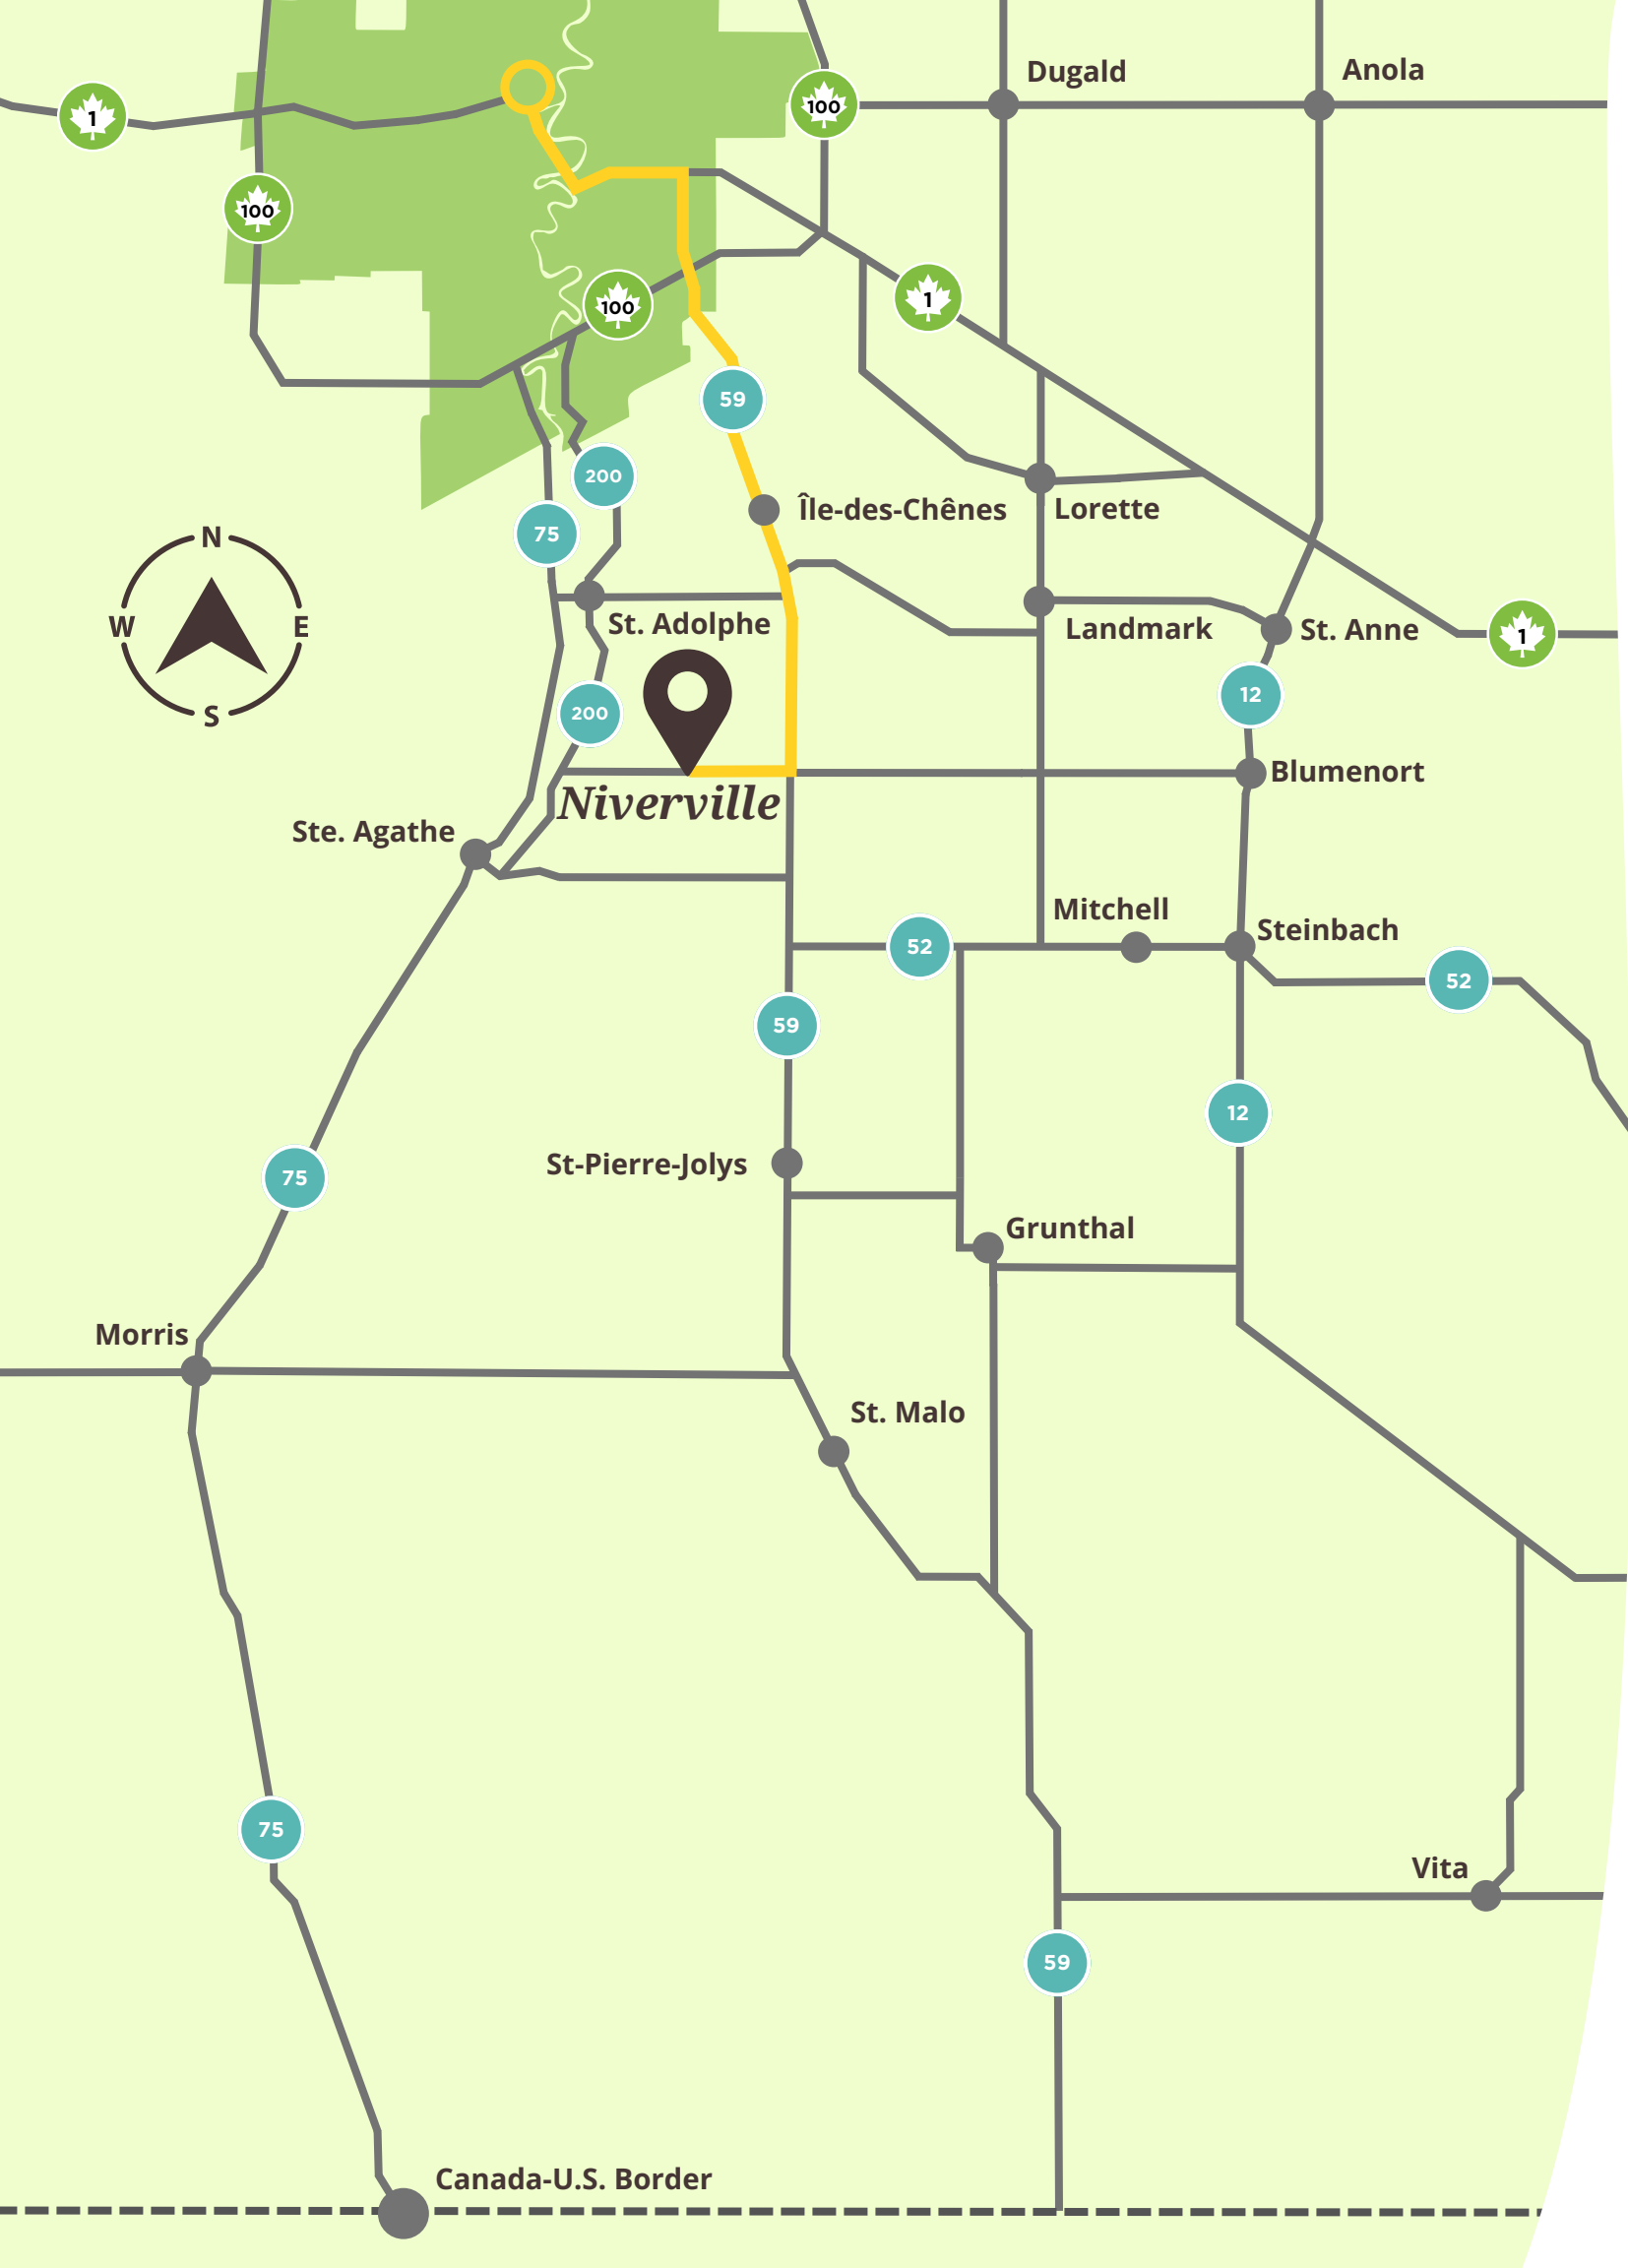 Dugald
Anola
100
1
100
1
100
59
200
Île-des-Chênes
Lorette
75
N
W
E
S
St. Adolphe
Landmark
St. Anne
1
12
200
Blumenort
Niverville
Ste. Agathe
Mitchell
Steinbach
52
52
59
12
St-Pierre-Jolys
75
Grunthal
Morris
St. Malo
75
Vita
59
Canada-U.S. Border